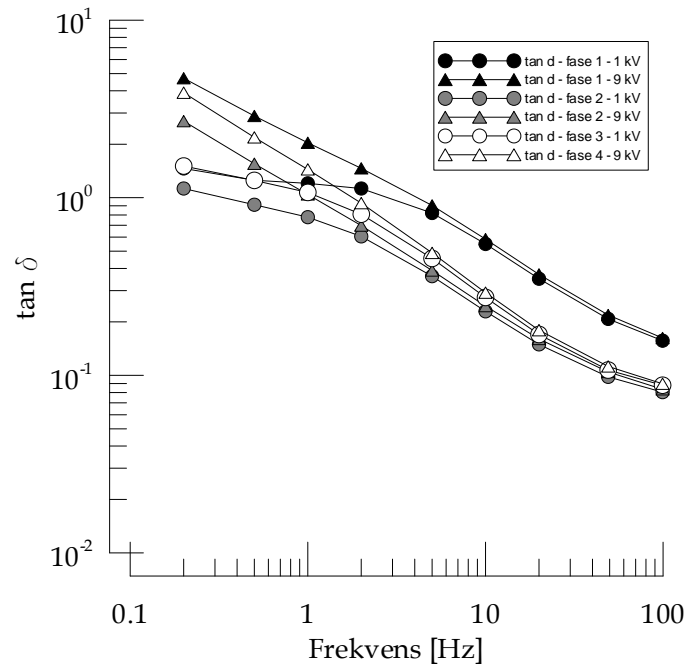 10^1
tan d - fase 1 - 1 kV
tan d - fase 1 - 9 kV
tan d - fase 2 - 1 kV
tan d - fase 2 - 9 kV
tan d - fase 3 - 1 kV
tan d - fase 4 - 9 kV
10^0
tan δ
10^-1
10^-2
0.1 1 10 100
Frekvens [Hz]